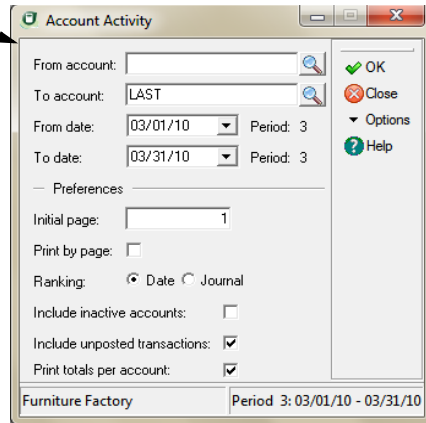 Account Activity
From account:
To account: LAST
From date: 03/01/10 Period: 3
To date: 03/31/10 Period: 3
Preferences
Initial page: 1
Print by page:
Ranking: Date Journal
Include inactive accounts:
Include unposted transactions:
Print totals per account:
OK
Close
Options
Help
Furniture Factory Period 3: 03/01/10 - 03/31/10